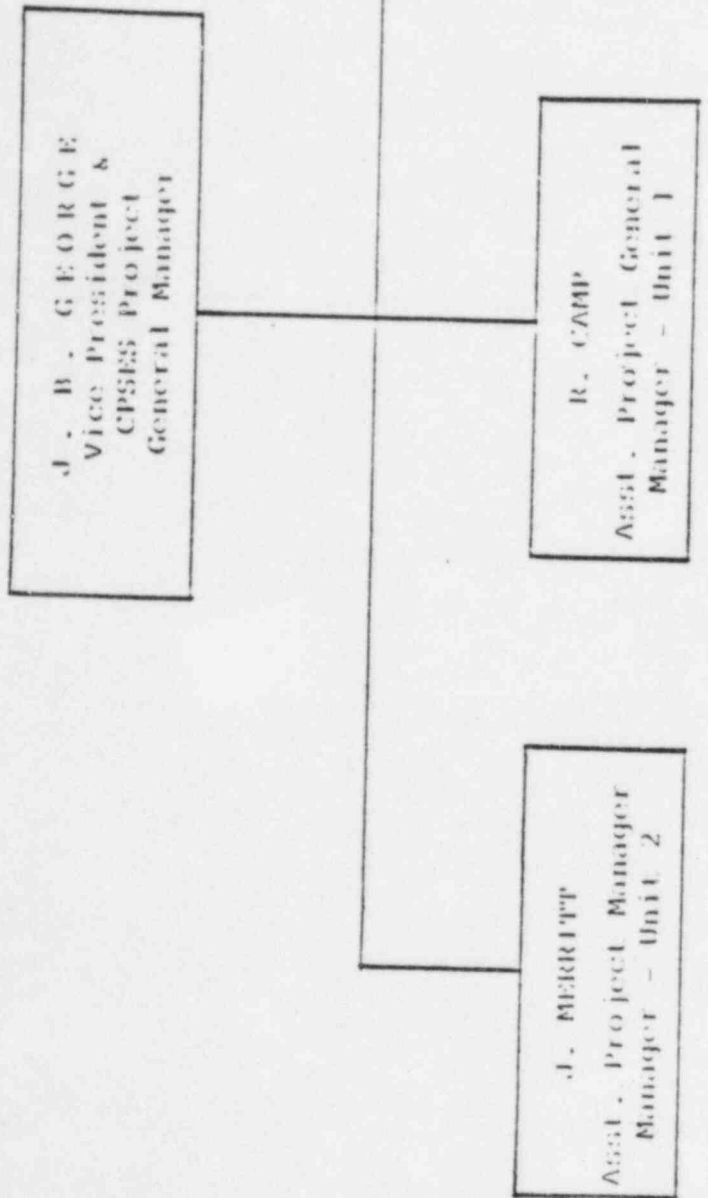 J . B . G E O R G E
Vice President &
CPSES Project
General Manager
J. MERRITT
Asst. Project Manager
Manager - Unit 2
R. CAMP
Asst. Project General
Manager - Unit 1